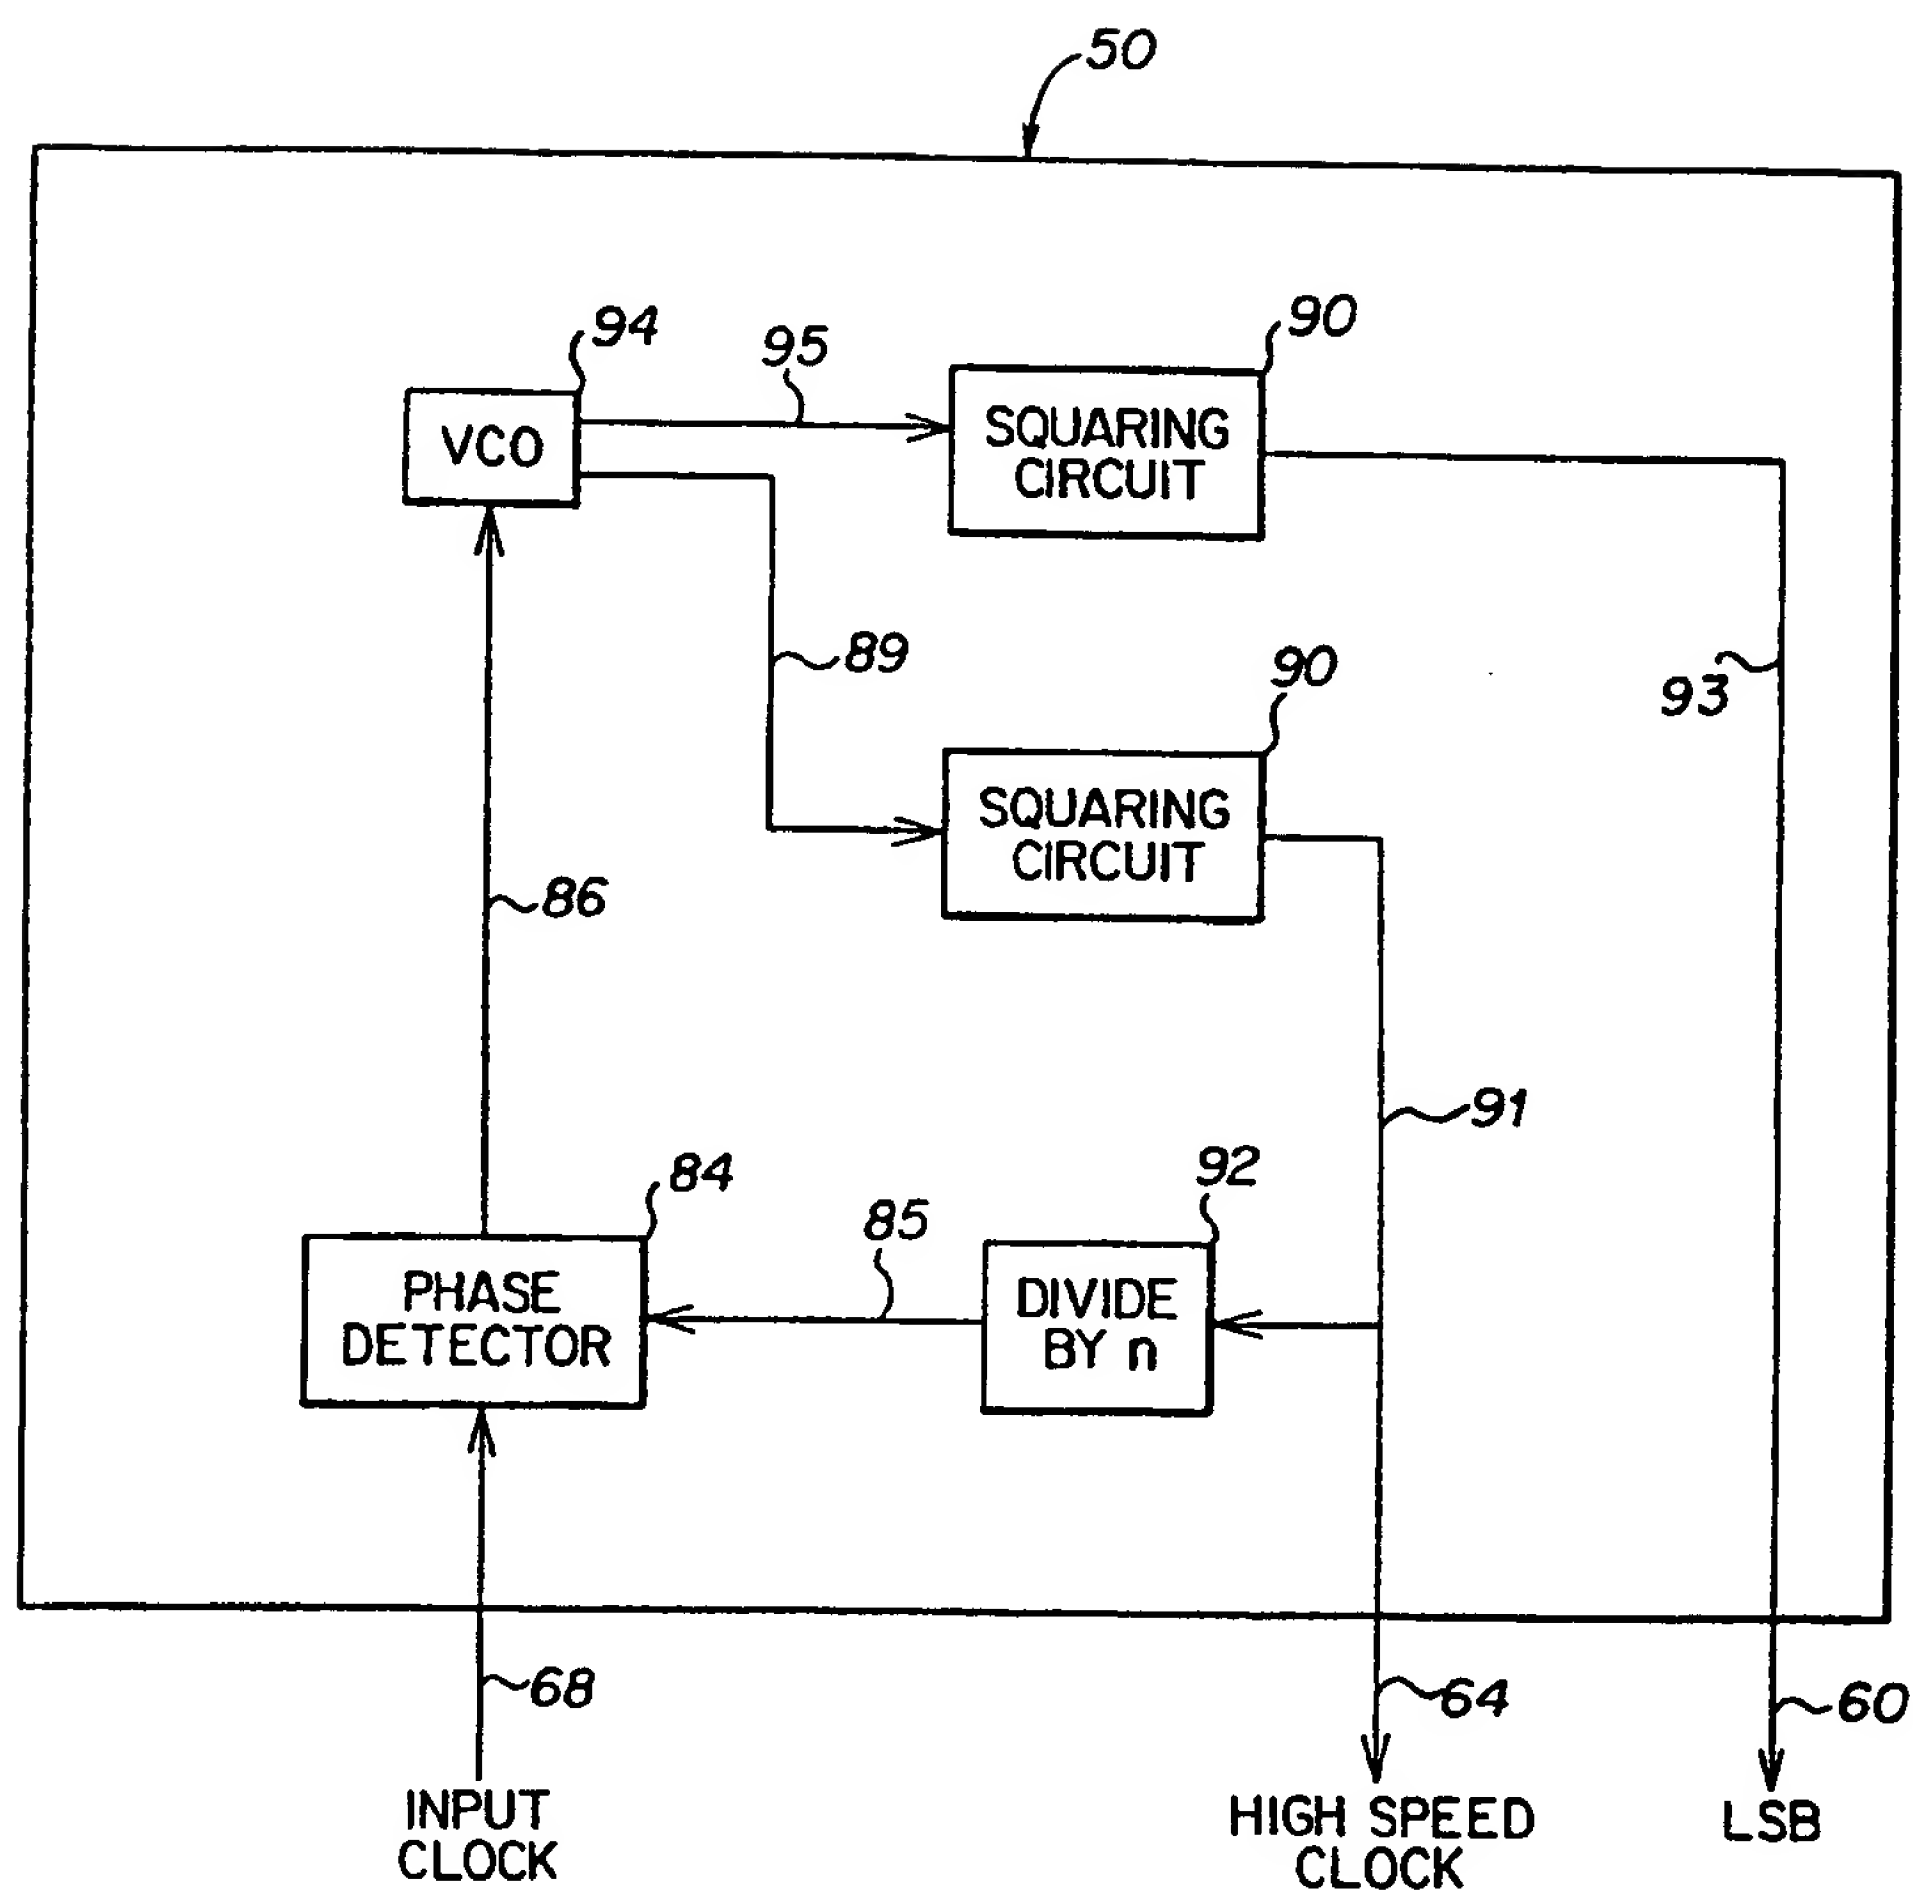 50
94
95
90
VCO
SQUARING
CIRCUIT
89
90
93
SQUARING
CIRCUIT
86
91
84
85
92
PHASE
DETECTOR
DIVIDE
BY n
68
64
60
INPUT
CLOCK
HIGH SPEED
CLOCK
LSB